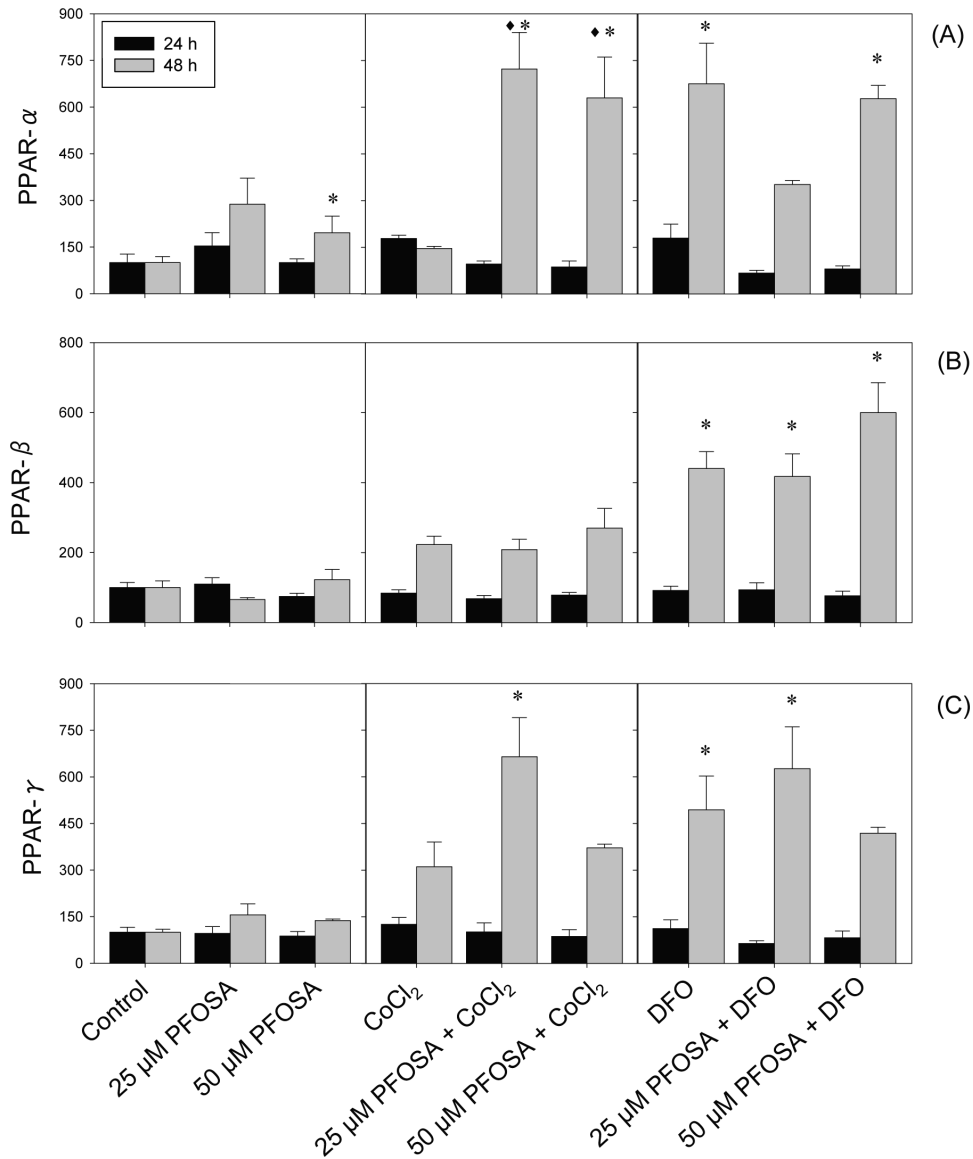 24 h
48 h
(A)
PPAR-α
900
750
600
450
300
150
0
♦ *
♦ *
*
*
*
(B)
PPAR-β
800
600
400
200
0
*
*
*
(C)
PPAR-γ
900
750
600
450
300
150
0
*
*
*
Control
25 μM PFOSA
50 μM PFOSA
CoCl₂
25 μM PFOSA + CoCl₂
50 μM PFOSA + CoCl₂
DFO
25 μM PFOSA + DFO
50 μM PFOSA + DFO